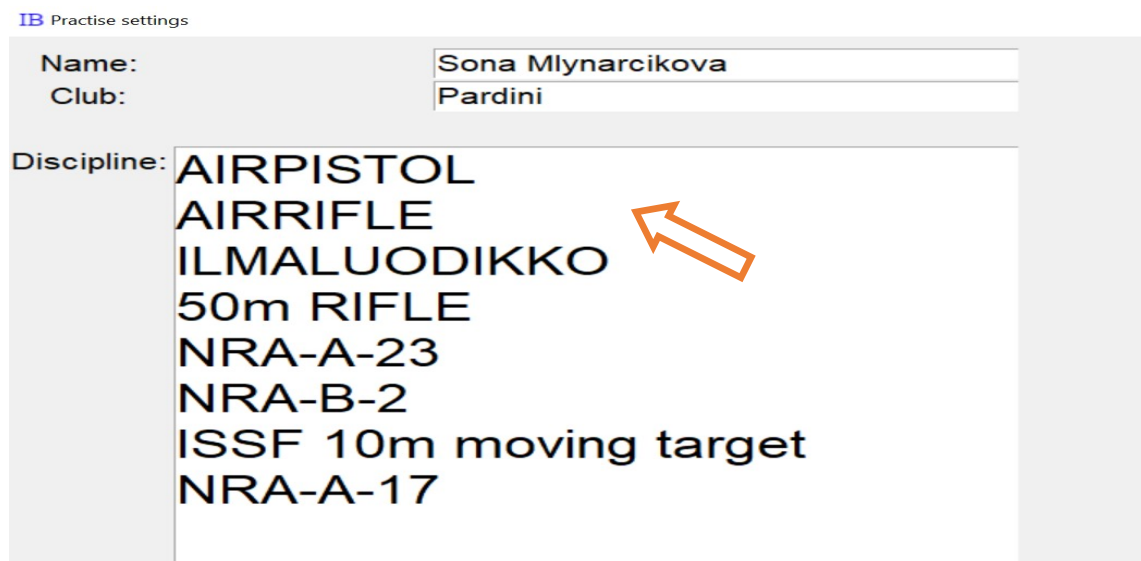 IB Practise settings
Name: Sona Mlynarcikova
Club: Pardini
Discipline: AIRPISTOL
AIRRIFLE
ILMALUODIKKO
50m RIFLE
NRA-A-23
NRA-B-2
ISSF 10m moving target
NRA-A-17